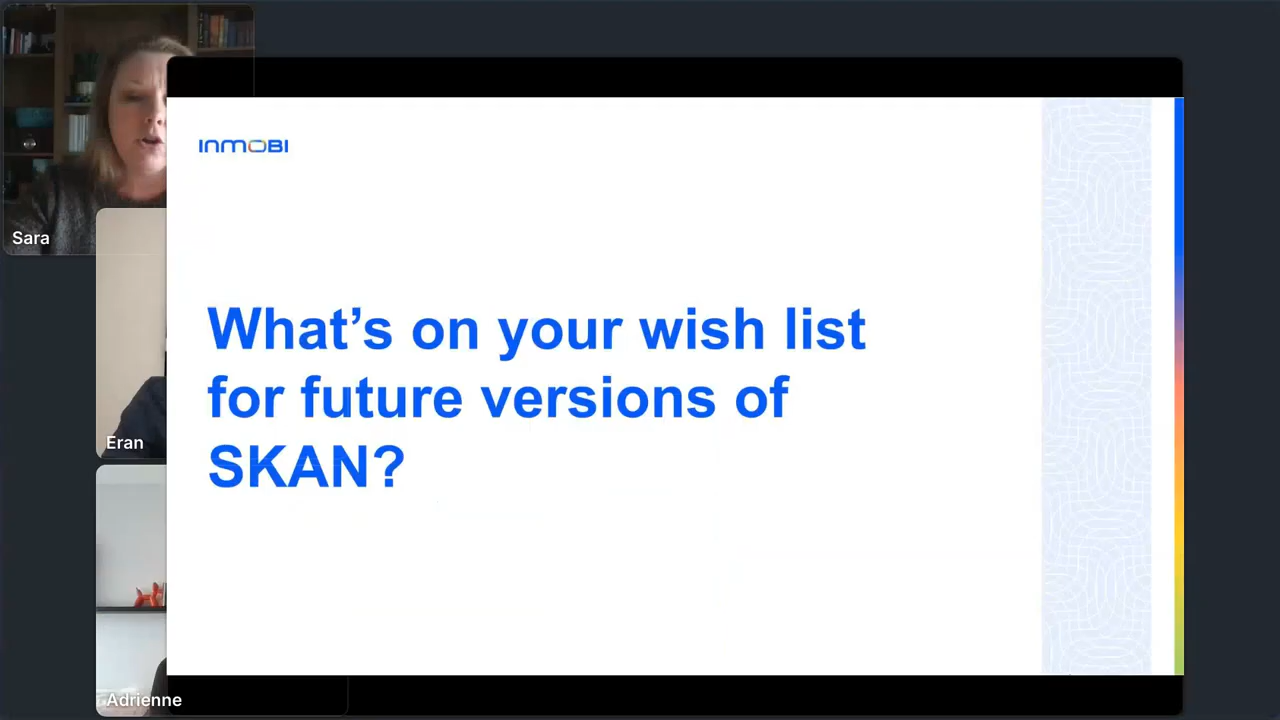 Sara
INMOBI
What’s on your wish list
for future versions of
SKAN?
Eran
Adrienne